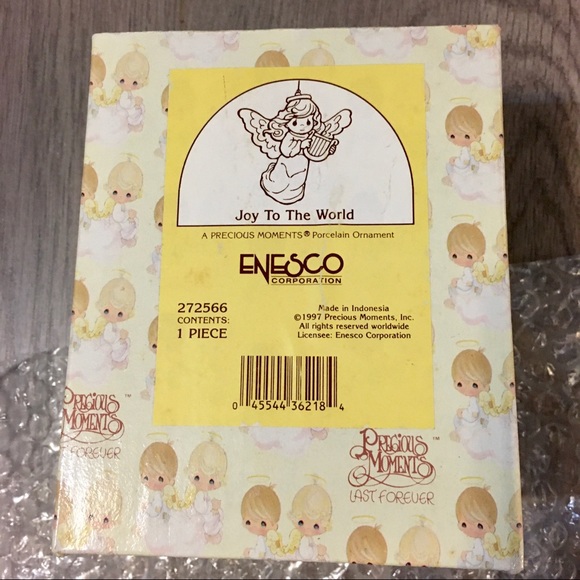 Joy To The World
A PRECIOUS MOMENTS® Porcelain Ornament
ENESCO
CORPORATION
272566
CONTENTS:
1 PIECE
Made in Indonesia
©1997 Precious Moments, Inc.
All rights reserved worldwide
Licensee: Enesco Corporation
0 45544 36218 4
PRECIOUS MOMENTS™
LAST FOREVER
PRECIOUS MOMENTS™
LAST FOREVER